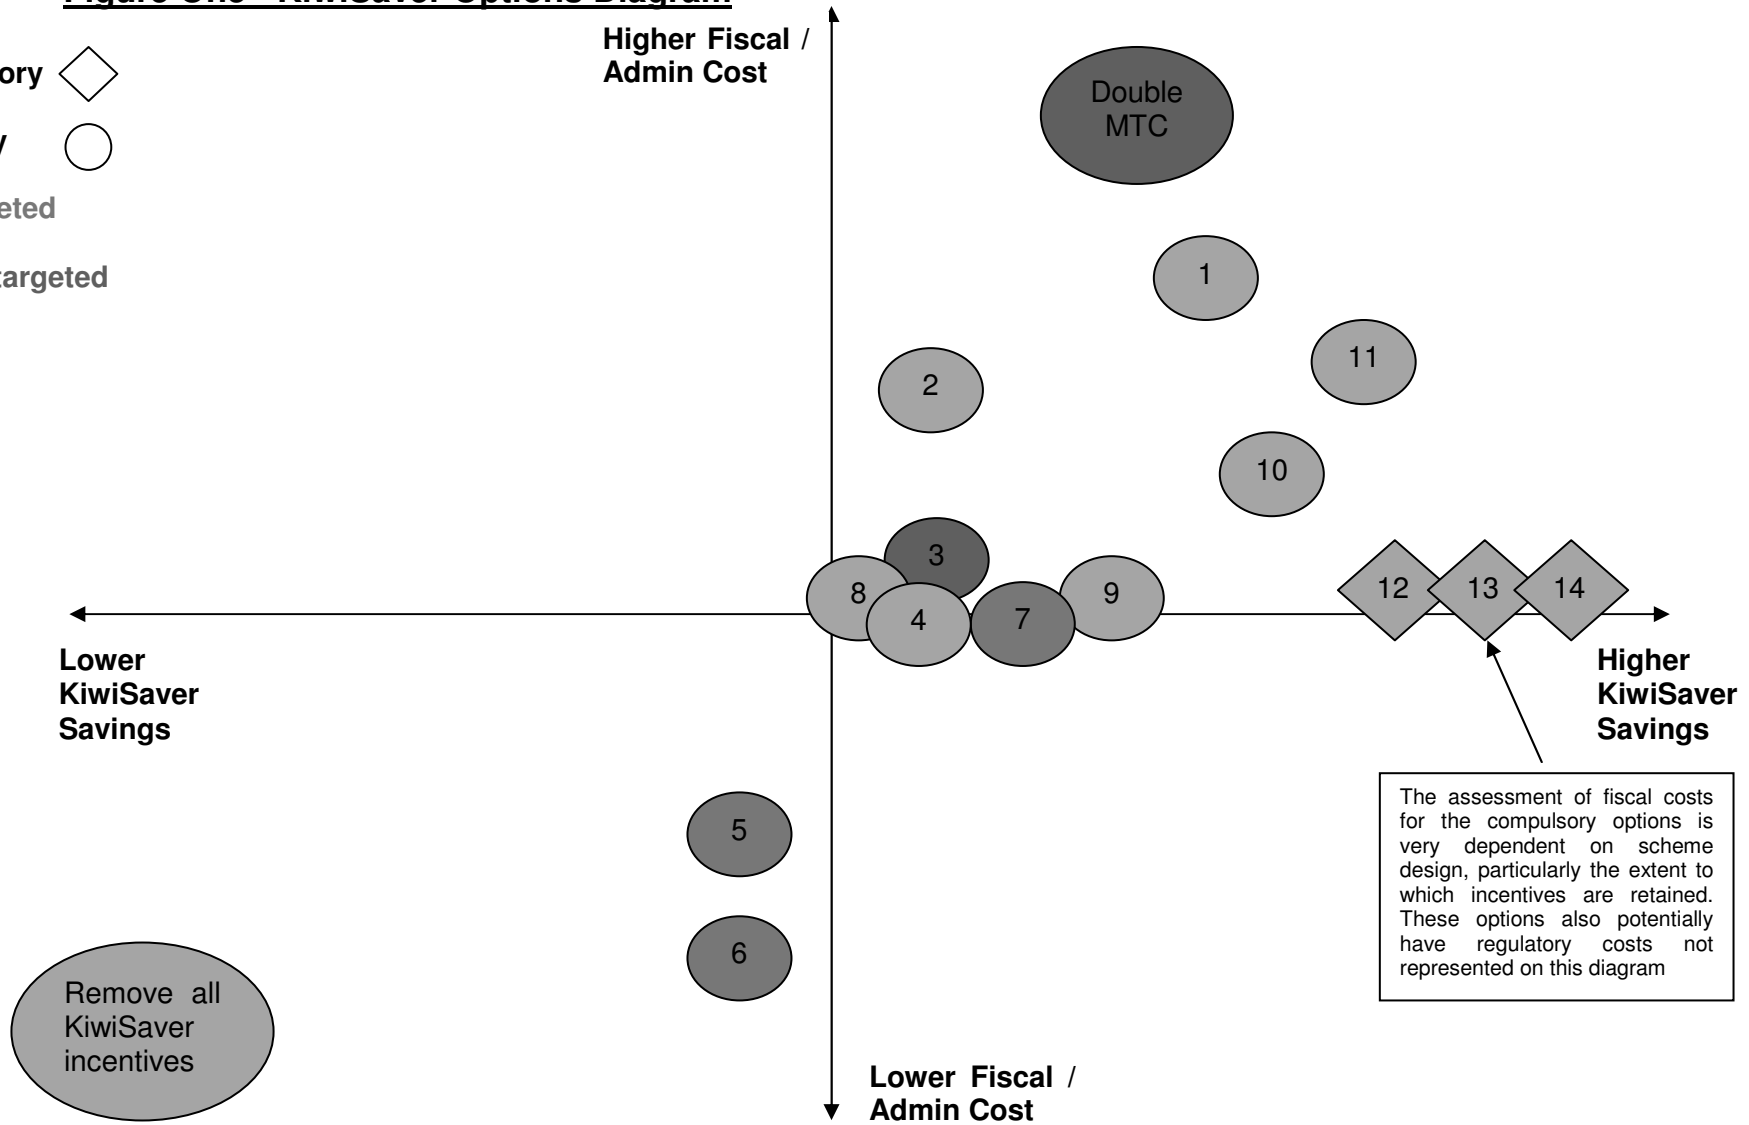 Figure One - KiwiSaver Options Diagram
Higher Fiscal /
Admin Cost
ory
y
eted
targeted
Double
MTC
1
11
2
10
3
8
9
4
7
12
13
14
Lower
KiwiSaver
Savings
Higher
KiwiSaver
Savings
5
6
The assessment of fiscal costs
for the compulsory options is
very dependent on scheme
design, particularly the extent to
which incentives are retained.
These options also potentially
have regulatory costs not
represented on this diagram
Remove all
KiwiSaver
incentives
Lower Fiscal /
Admin Cost